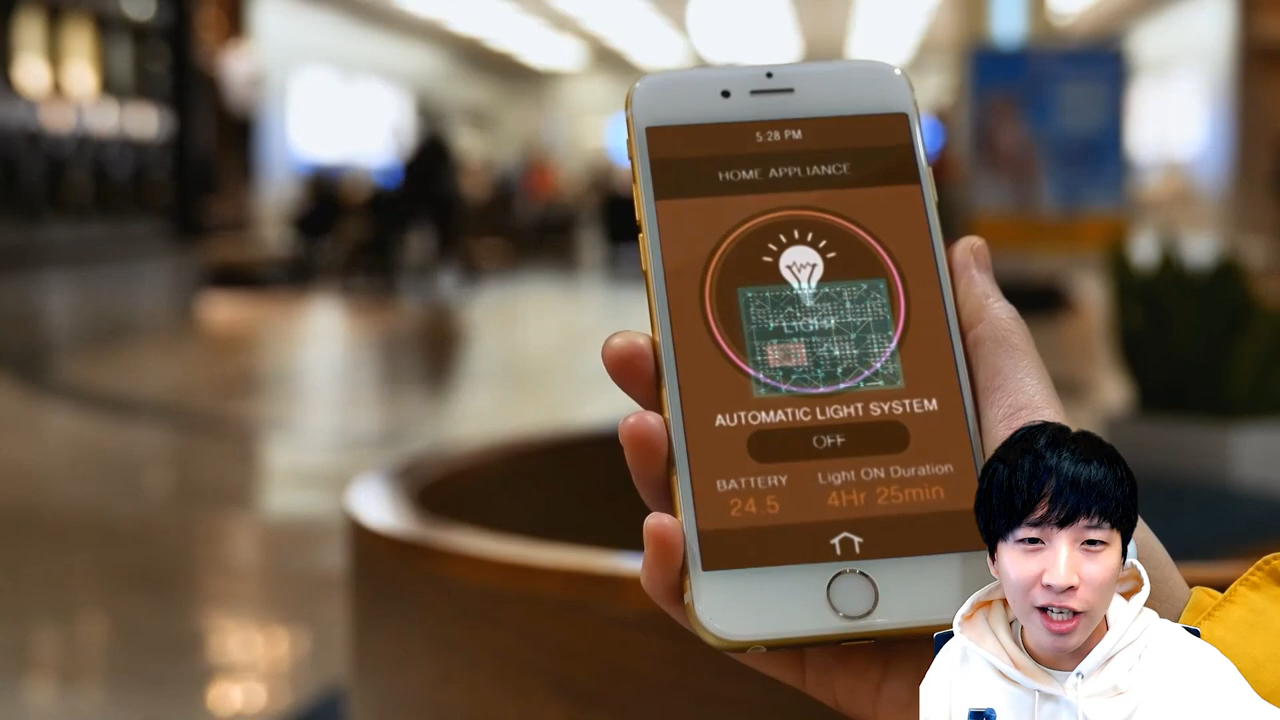 5:28 PM
HOME APPLIANCE
LIGHT
AUTOMATIC LIGHT SYSTEM
OFF
BATTERY
Light ON Duration
24.5
4Hr 25min